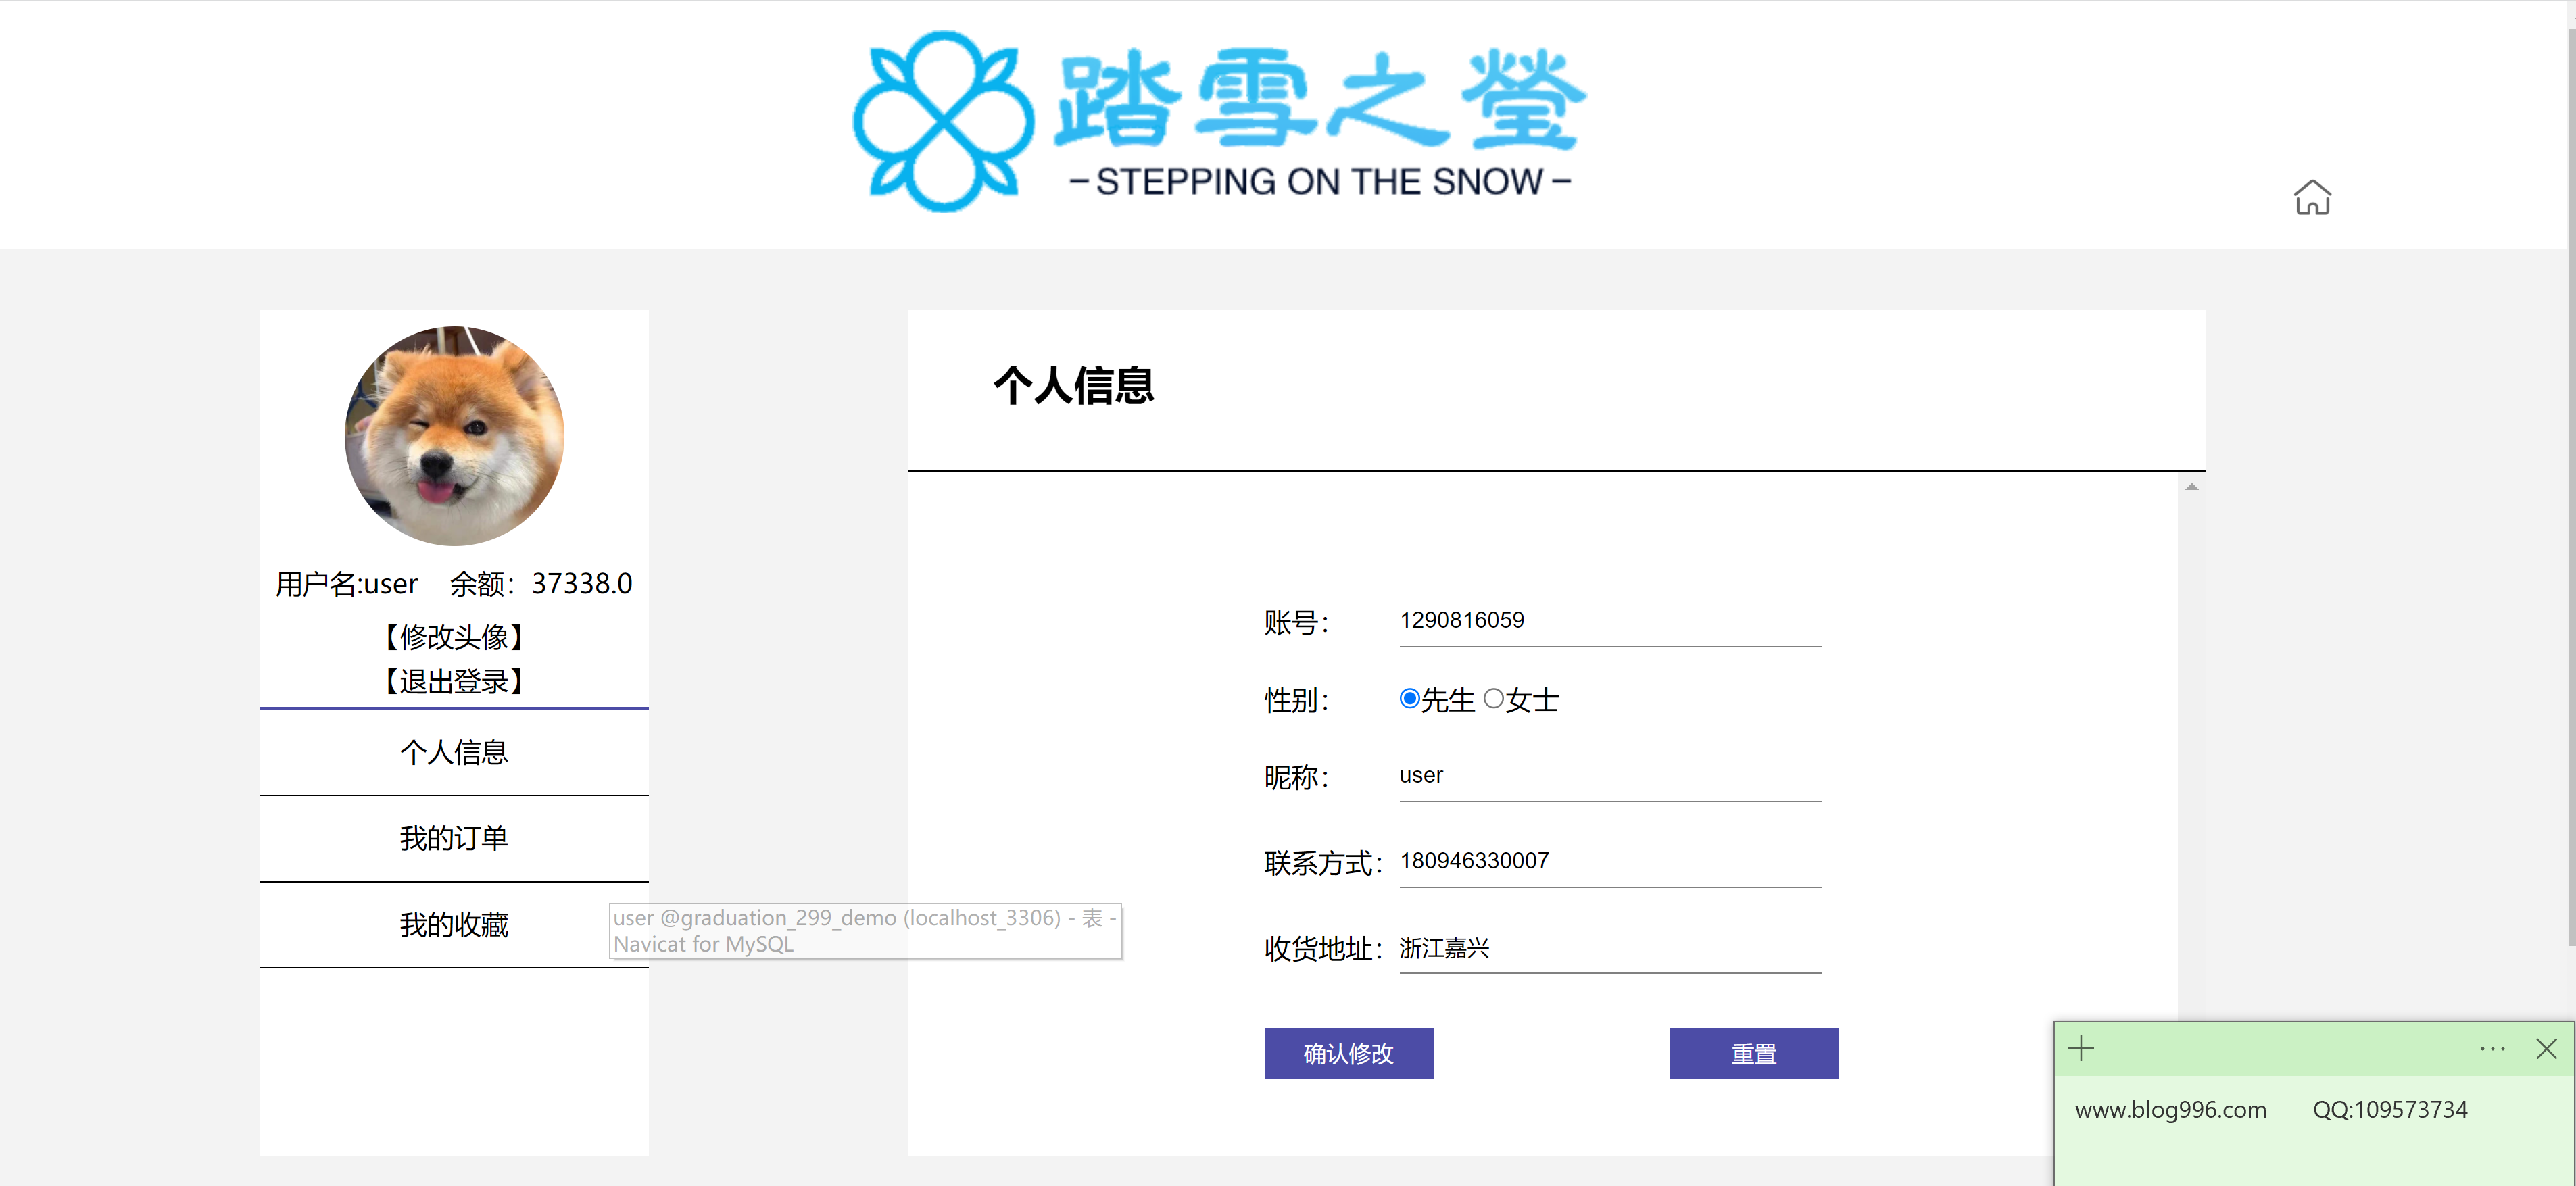 踏雪之瑩
-STEPPING ON THE SNOW-
用户名:user 余额：37338.0
【修改头像】
【退出登录】
个人信息
我的订单
我的收藏
个人信息
账号： 1290816059
性别： 先生 女士
昵称： user
联系方式： 180946330007
收货地址： 浙江嘉兴
确认修改 重置
user @graduation_299_demo (localhost_3306) - 表 -
Navicat for MySQL
www.blog996.com QQ:109573734